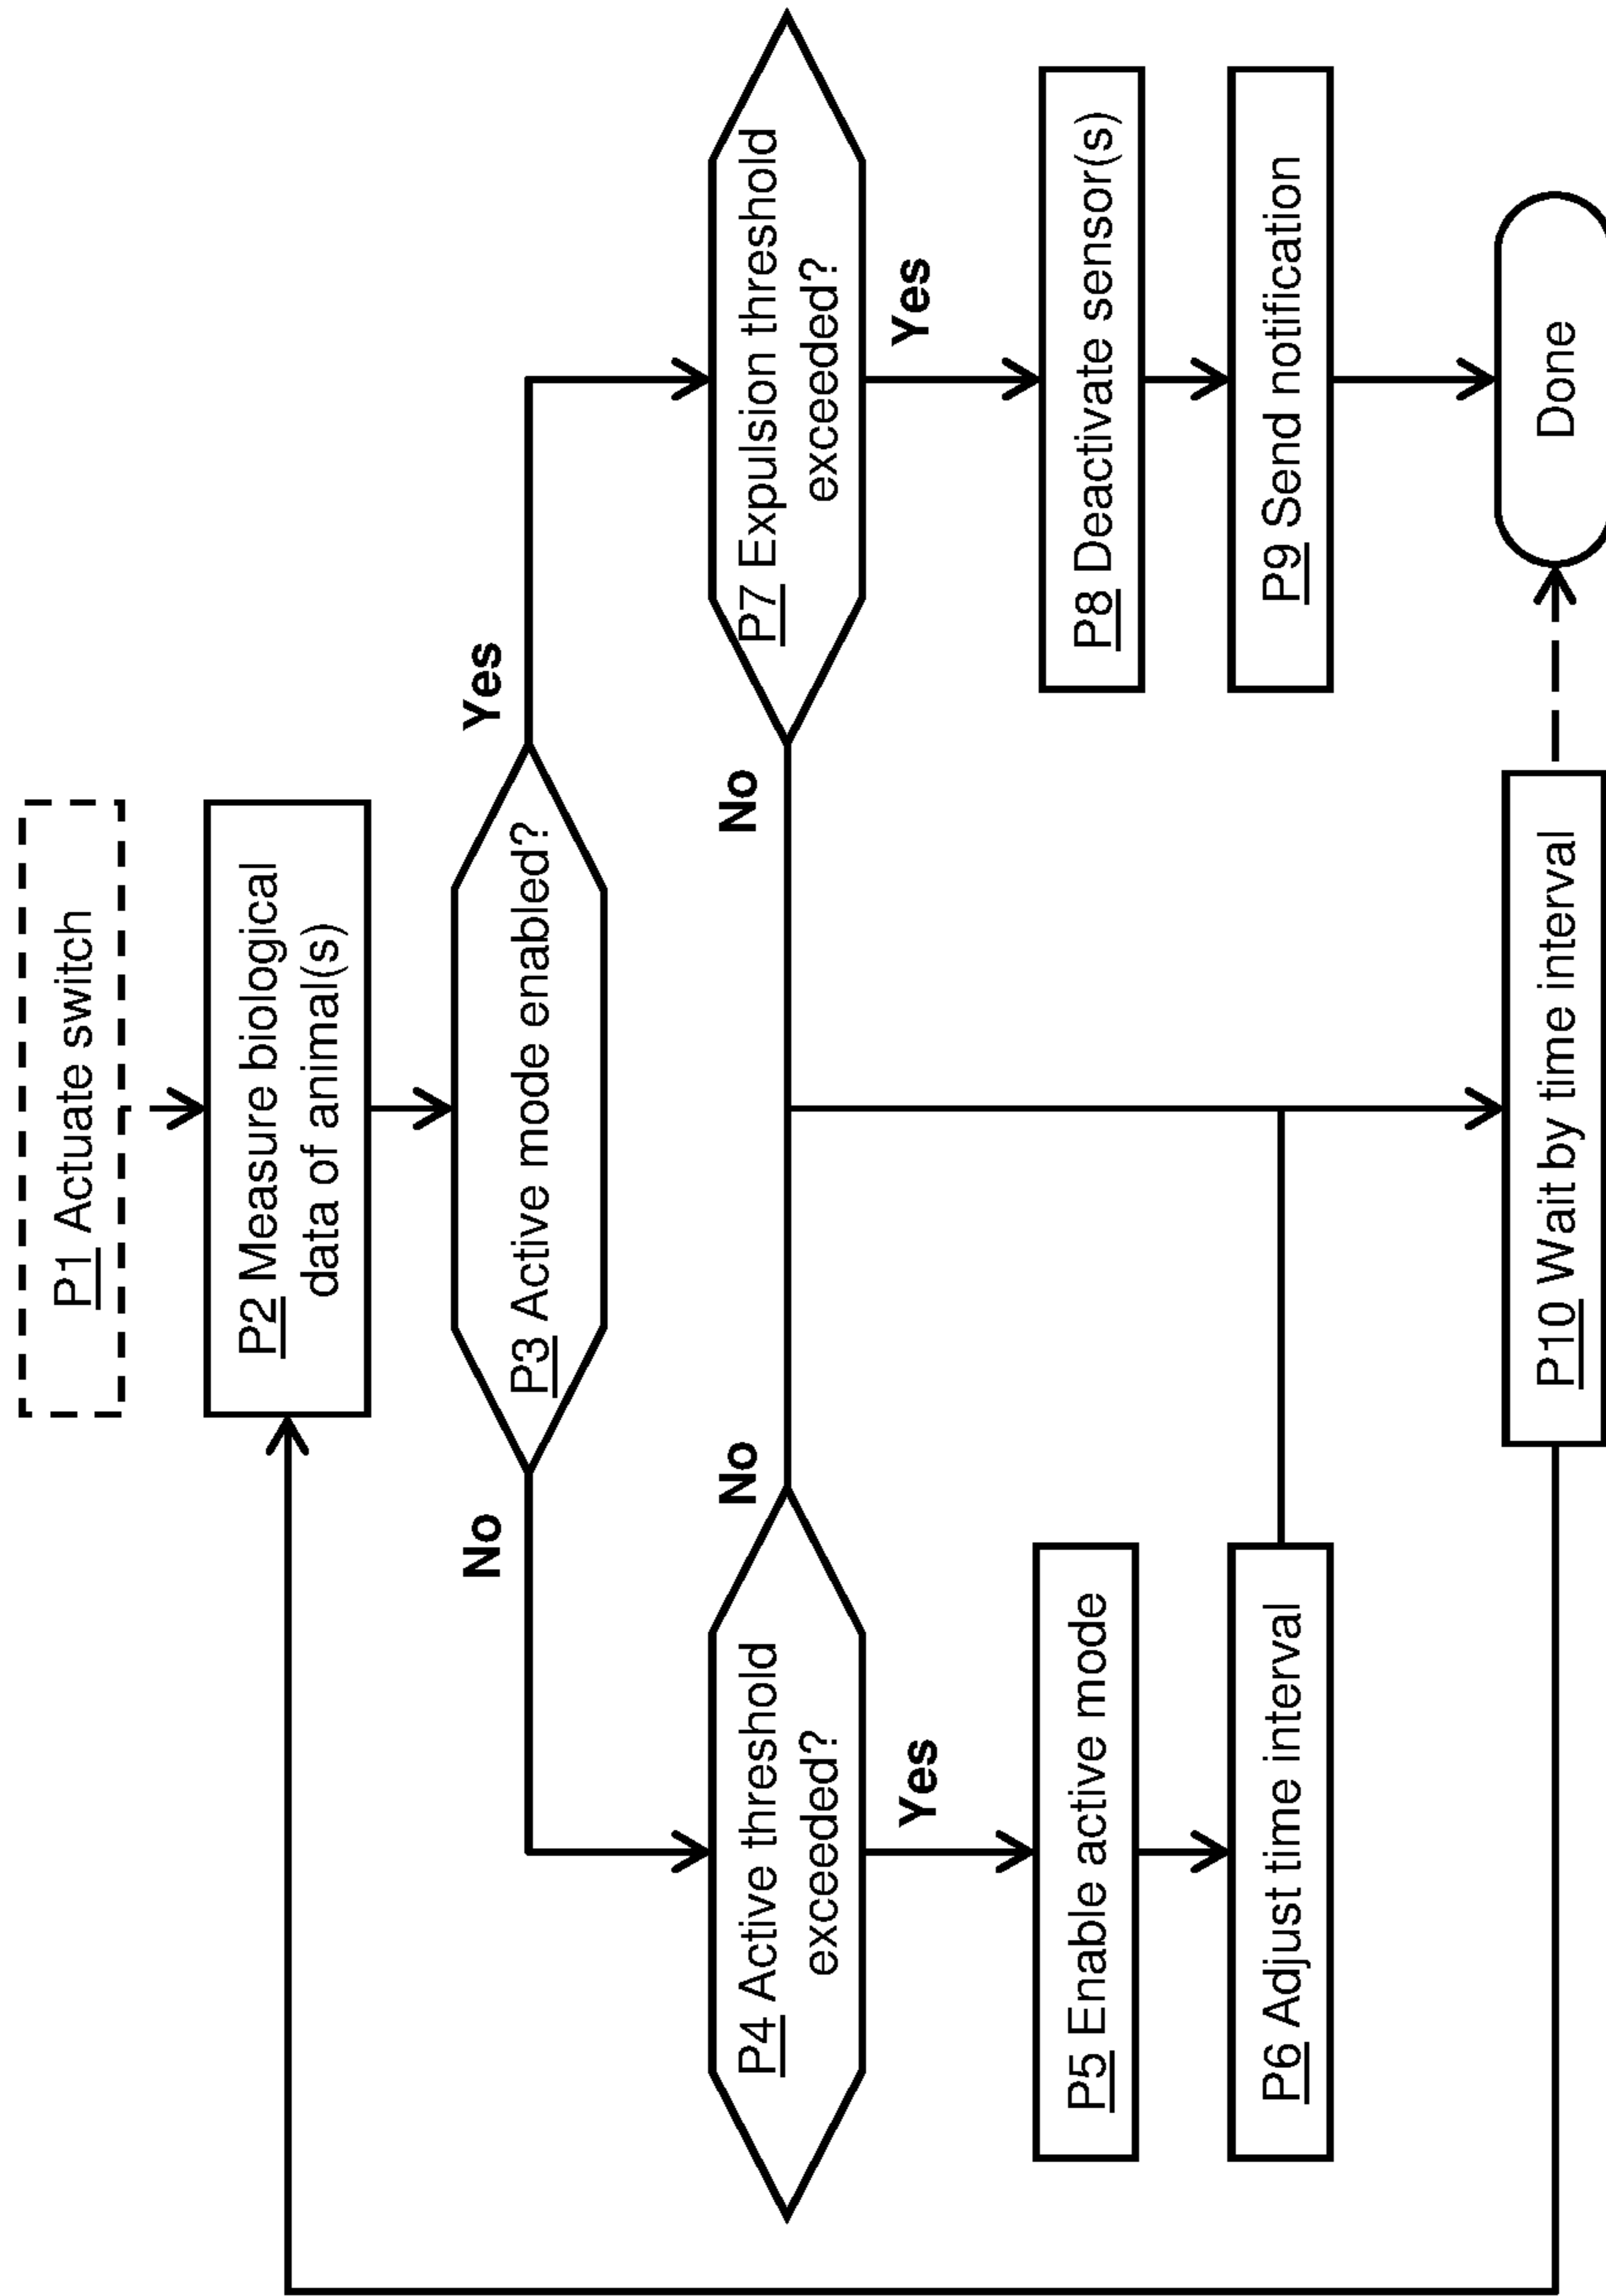 P1 Actuate switch
P2 Measure biological
data of animal(s)
P3 Active mode enabled?
No
Yes
P4 Active threshold
exceeded?
No
No
P7 Expulsion threshold
exceeded?
Yes
Yes
P5 Enable active mode
P8 Deactivate sensor(s)
P6 Adjust time interval
P9 Send notification
P10 Wait by time interval
Done